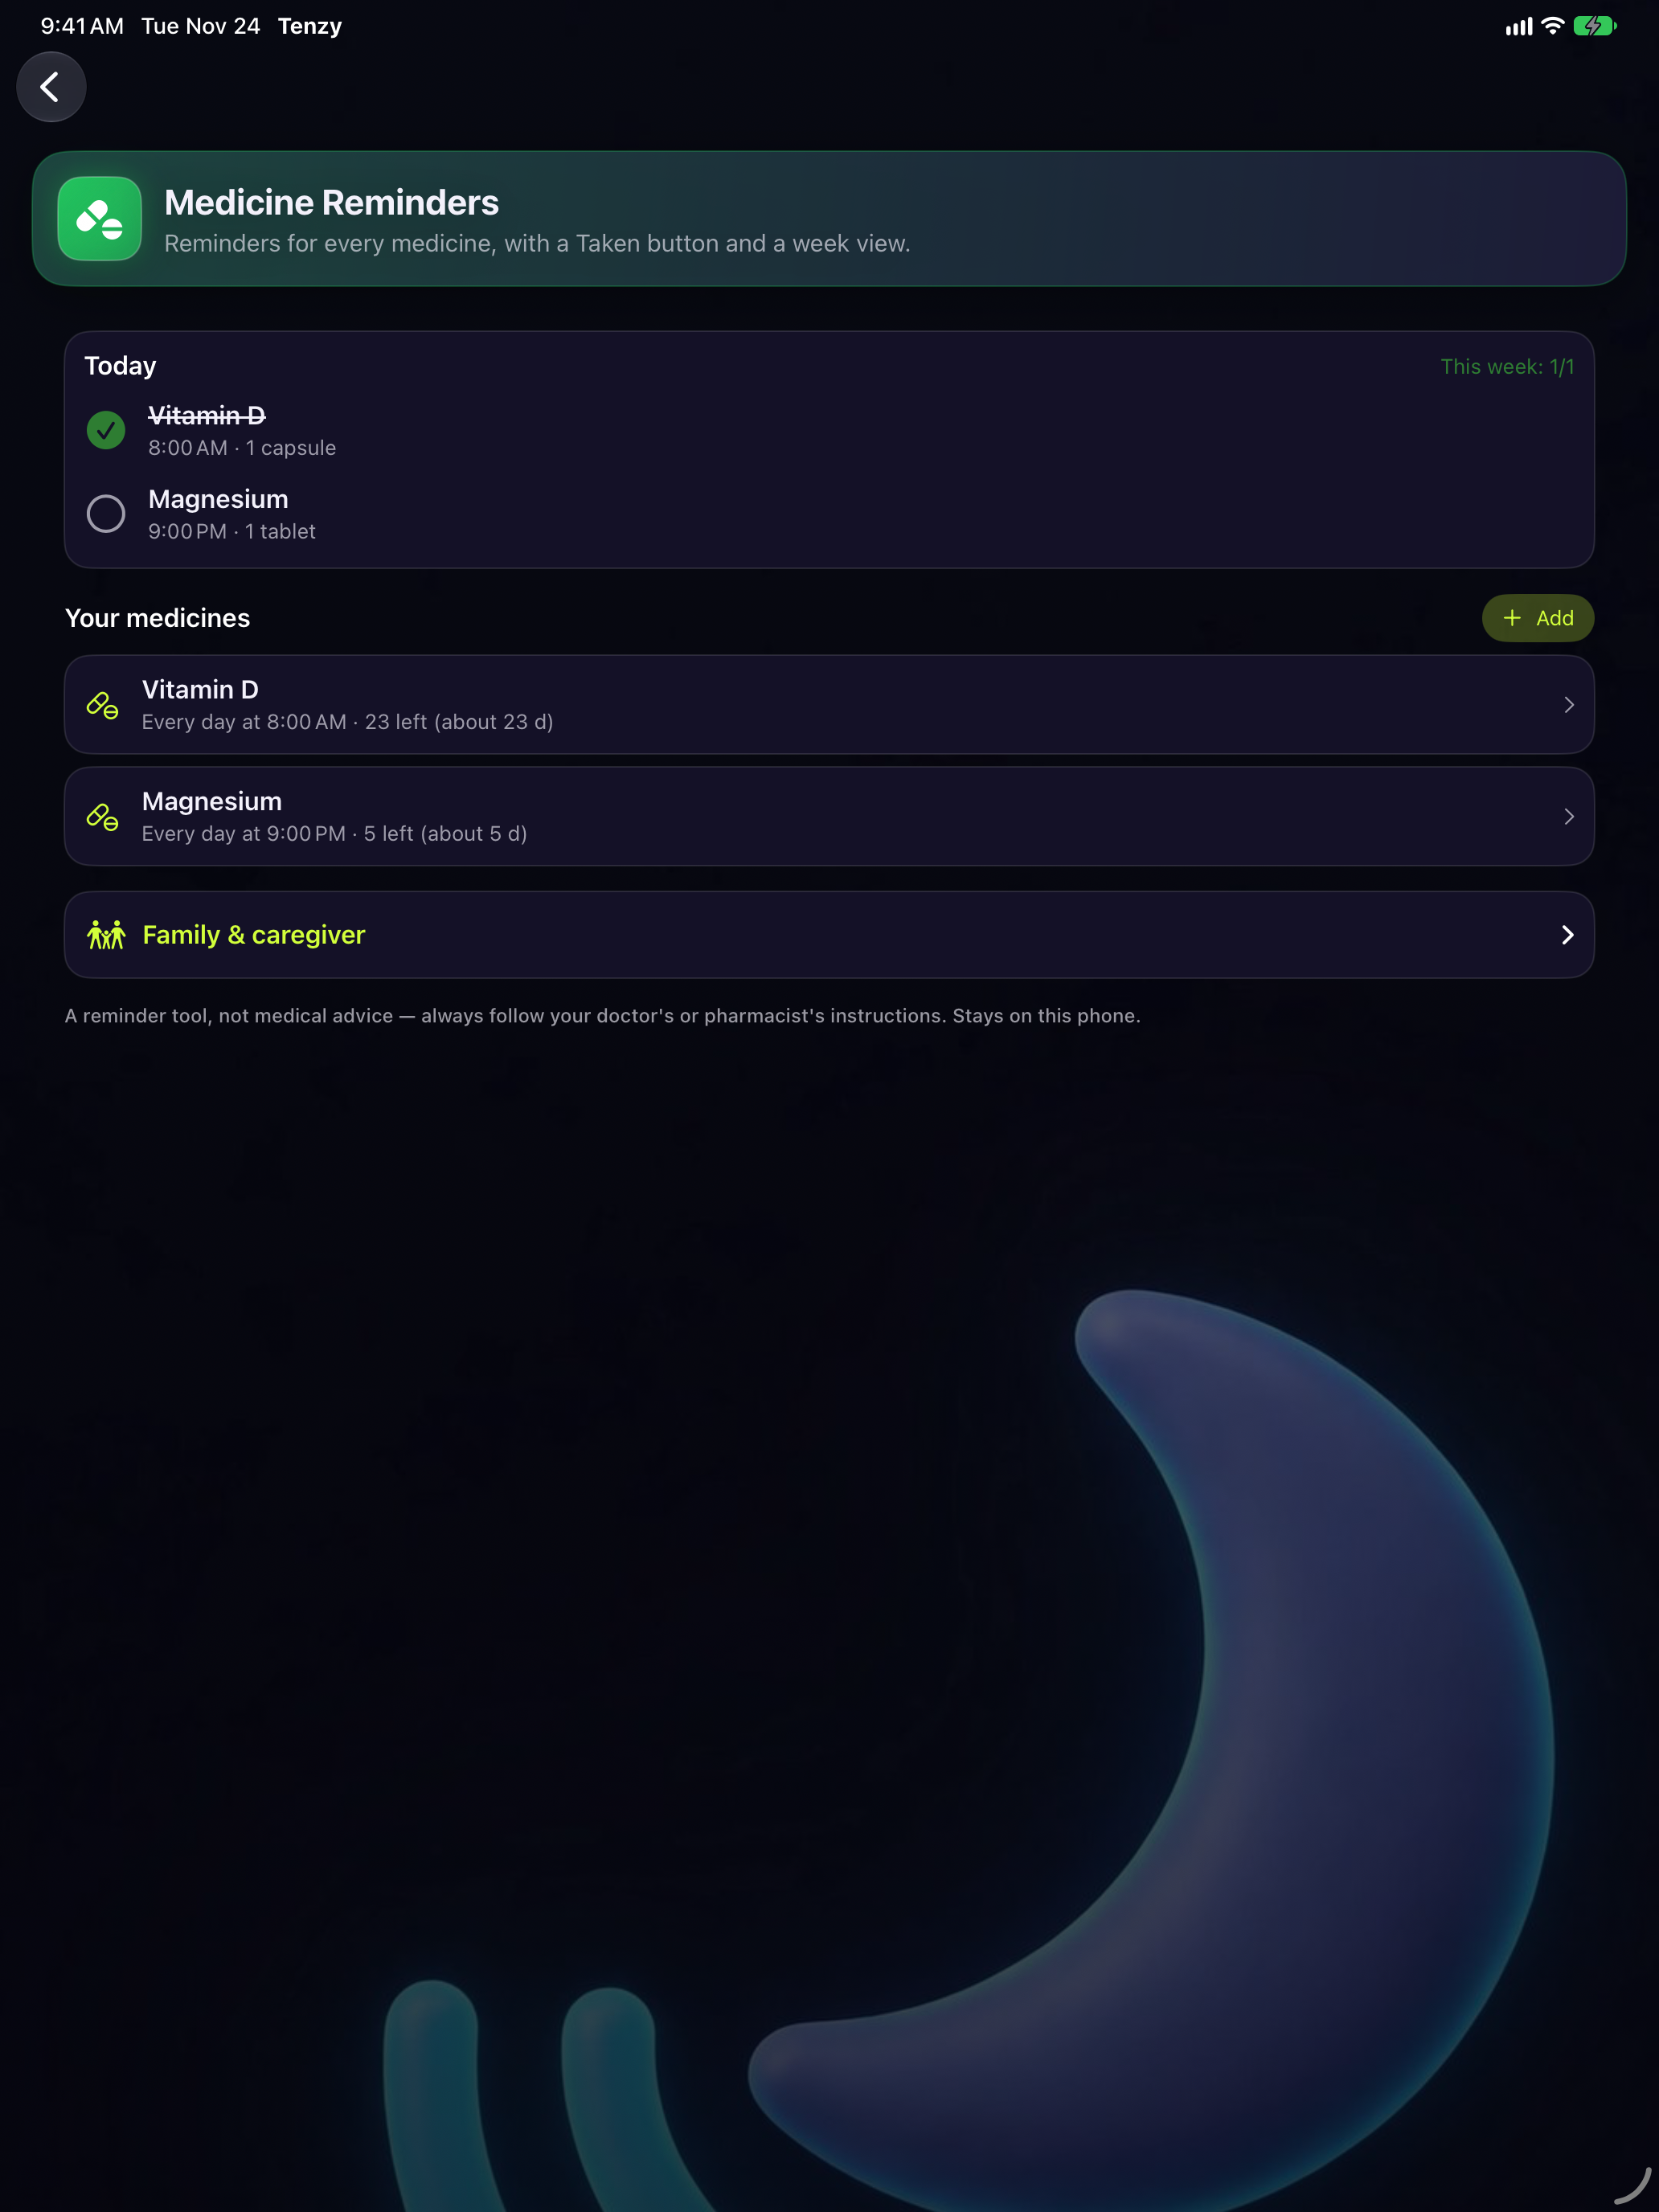 9:41 AM Tue Nov 24 Tenzy
Medicine Reminders
Reminders for every medicine, with a Taken button and a week view.
Today
This week: 1/1
Vitamin D
8:00 AM · 1 capsule
Magnesium
9:00 PM · 1 tablet
Your medicines
+ Add
Vitamin D
Every day at 8:00 AM · 23 left (about 23 d)
Magnesium
Every day at 9:00 PM · 5 left (about 5 d)
Family & caregiver
A reminder tool, not medical advice — always follow your doctor's or pharmacist's instructions. Stays on this phone.